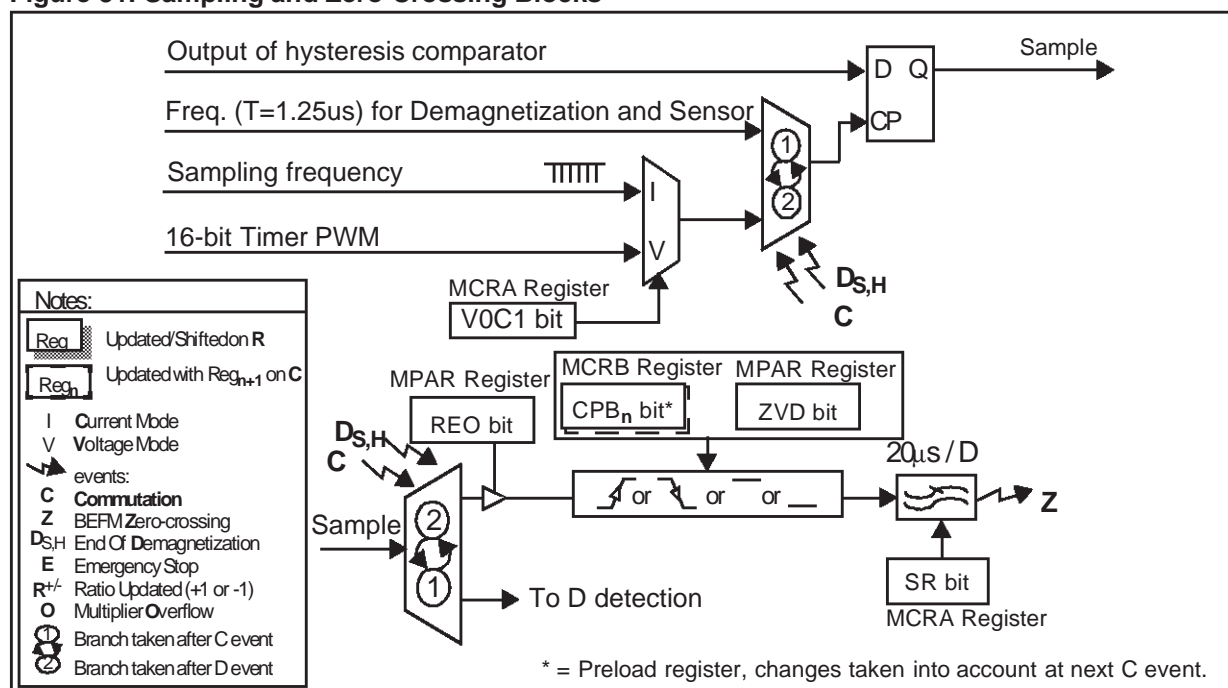 Figure 61. Sampling and Zero-Crossing Blocks
Output of hysteresis comparator
D Q
Sample
CP
Freq. (T=1.25us) for Demagnetization and Sensor
1
2
Sampling frequency
I
V
16-bit Timer PWM
DS,H
C
MCRA Register
V0C1 bit
Notes:
Reg Updated/Shifted on R
Regn Updated with Regn+1 on C
I Current Mode
V Voltage Mode
events:
C Commutation
Z BEFM Zero-crossing
DS,H End Of Demagnetization
E Emergency Stop
R+/- Ratio Updated (+1 or -1)
O Multiplier Overflow
1 Branch taken after C event
2 Branch taken after D event
MCRB Register
CPBn bit*
MPAR Register
ZVD bit
MPAR Register
REO bit
DS,H
C
Sample
2
1
or or or
20µs / D
Z
SR bit
MCRA Register
To D detection
* = Preload register, changes taken into account at next C event.